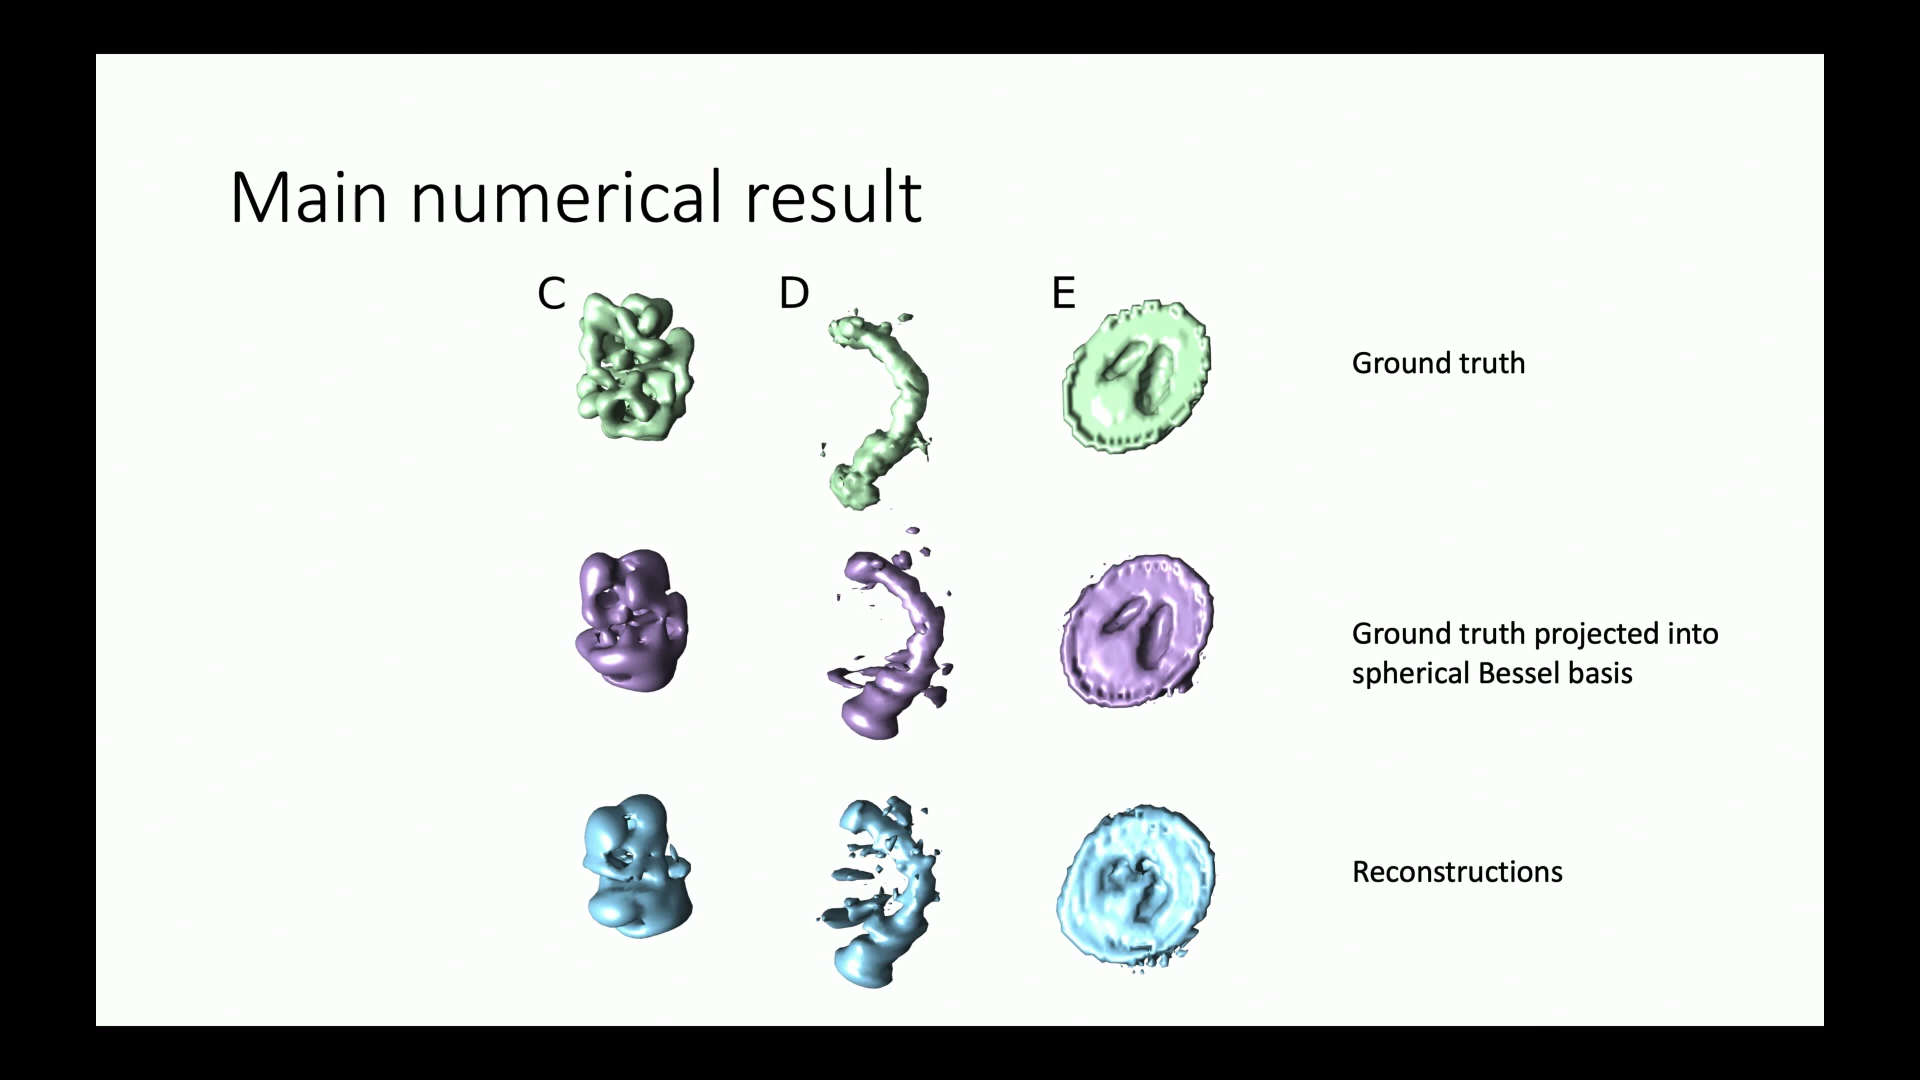 Main numerical result
C
D
E
Ground truth
Ground truth projected into
spherical Bessel basis
Reconstructions